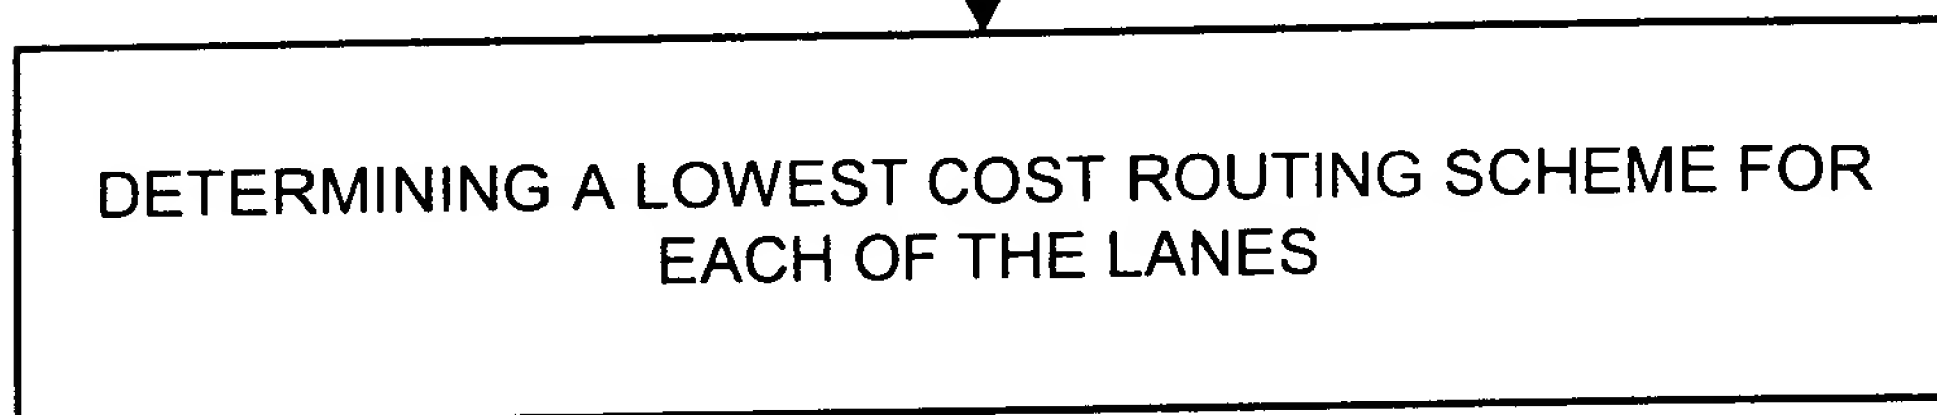 DETERMINING A LOWEST COST ROUTING SCHEME FOR
EACH OF THE LANES